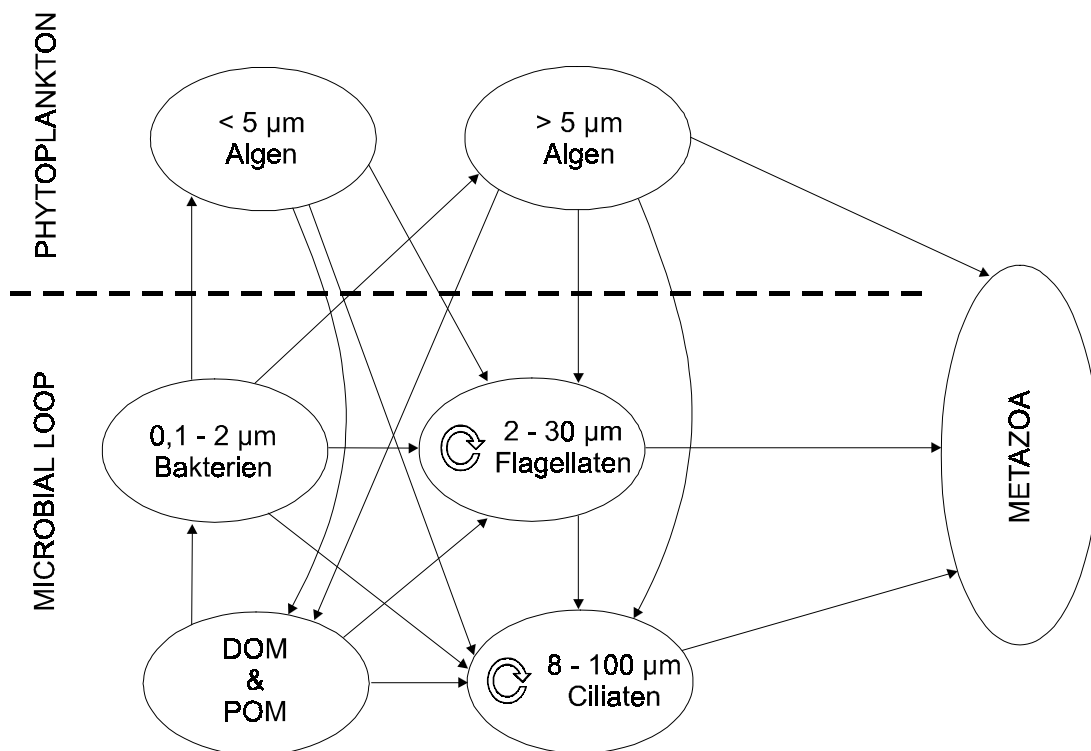 PHYTOPLANKTON
< 5 µm
Algen
> 5 µm
Algen
MICROBIAL LOOP
0,1 - 2 µm
Bakterien
2 - 30 µm
Flagellaten
METAZOA
DOM
&
POM
8 - 100 µm
Ciliaten